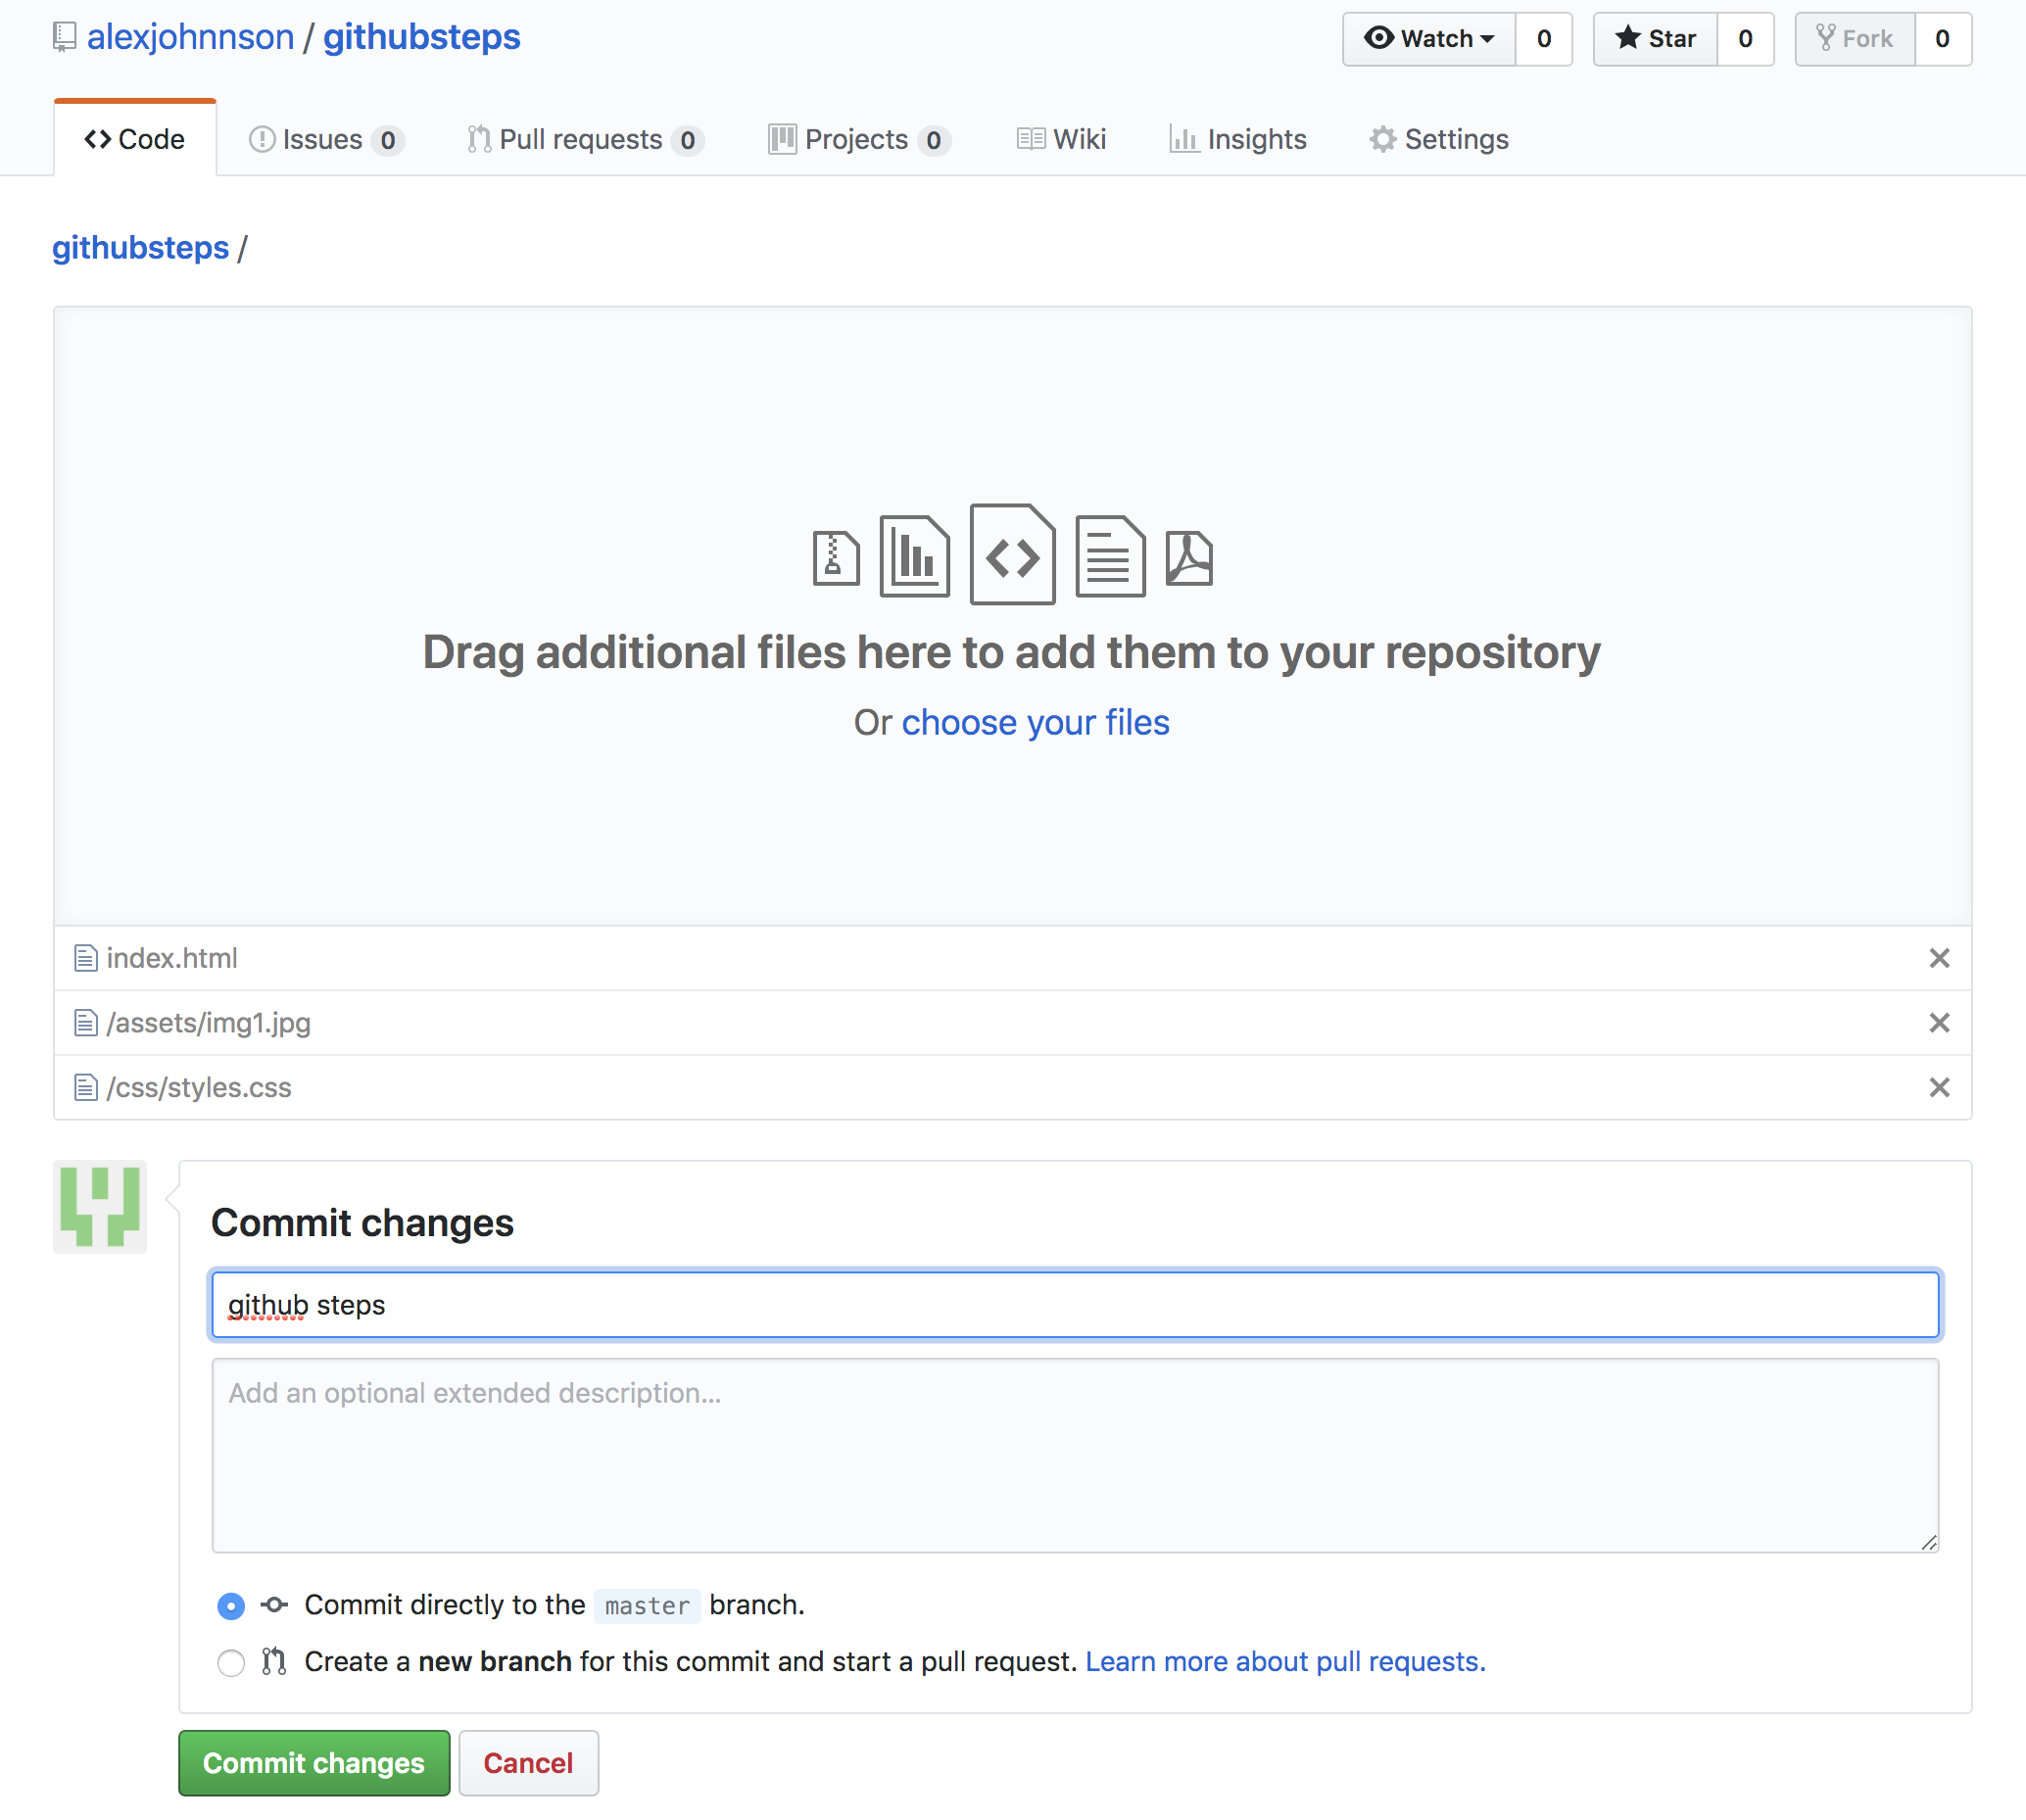 alexjohnnson / githubsteps
Watch 0 Star 0 Fork 0
Code Issues 0 Pull requests 0 Projects 0 Wiki Insights Settings
githubsteps /
Drag additional files here to add them to your repository
Or choose your files
index.html
/assets/img1.jpg
/css/styles.css
Commit changes
github steps
Add an optional extended description...
Commit directly to the master branch.
Create a new branch for this commit and start a pull request. Learn more about pull requests.
Commit changes Cancel